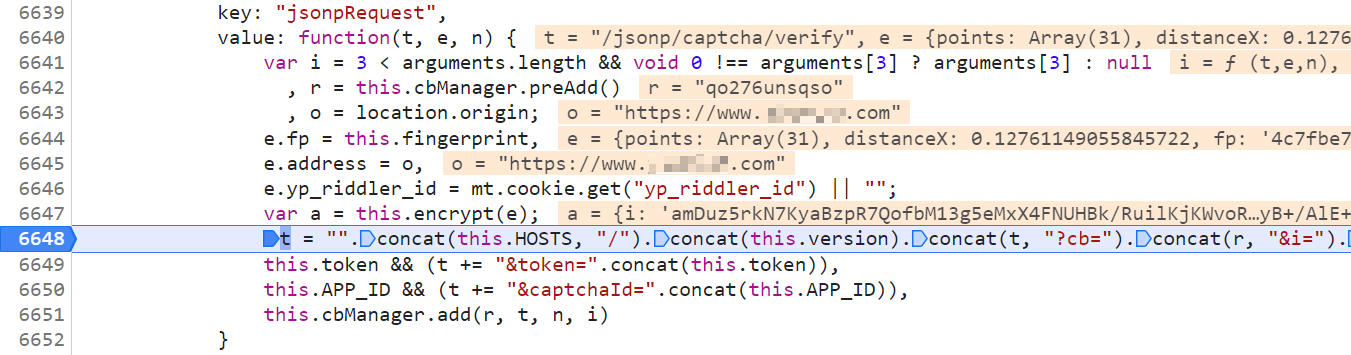 6639 key: "jsonpRequest",
6640 value: function(t, e, n) { t = "/jsonp/captcha/verify", e = {points: Array(31), distanceX: 0.1276
6641 var i = 3 < arguments.length && void 0 !== arguments[3] ? arguments[3] : null i = ƒ (t,e,n),
6642 , r = this.cbManager.preAdd() r = "qo276unsqso"
6643 , o = location.origin; o = "https://www. .com"
6644 e.fp = this.fingerprint, e = {points: Array(31), distanceX: 0.12761149055845722, fp: '4c7fbe7
6645 e.address = o, o = "https://www. .com"
6646 e.yp_riddler_id = mt.cookie.get("yp_riddler_id") || "";
6647 var a = this.encrypt(e); a = {i: 'amDuz5rkN7KyaBzpR7QofbM13g5eMxX4FNUHBk/RuilKjKWvoR…yB+/AlE+
6648 t = "".concat(this.HOSTS, "/").concat(this.version).concat(t, "?cb=").concat(r, "&i=").
6649 this.token && (t += "&token=".concat(this.token)),
6650 this.APP_ID && (t += "&captchaId=".concat(this.APP_ID)),
6651 this.cbManager.add(r, t, n, i)
6652 }